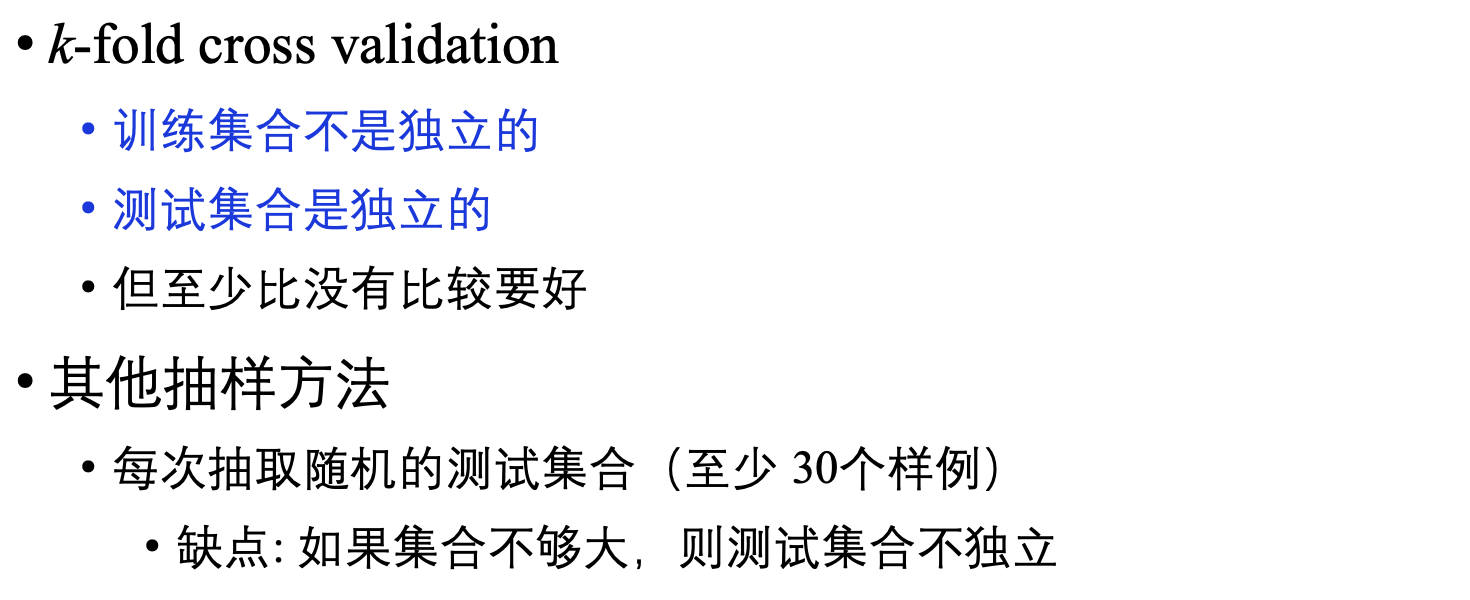 • k-fold cross validation
• 训练集合不是独立的
• 测试集合是独立的
• 但至少比没有比较要好
• 其他抽样方法
• 每次抽取随机的测试集合（至少 30个样例）
• 缺点: 如果集合不够大，则测试集合不独立